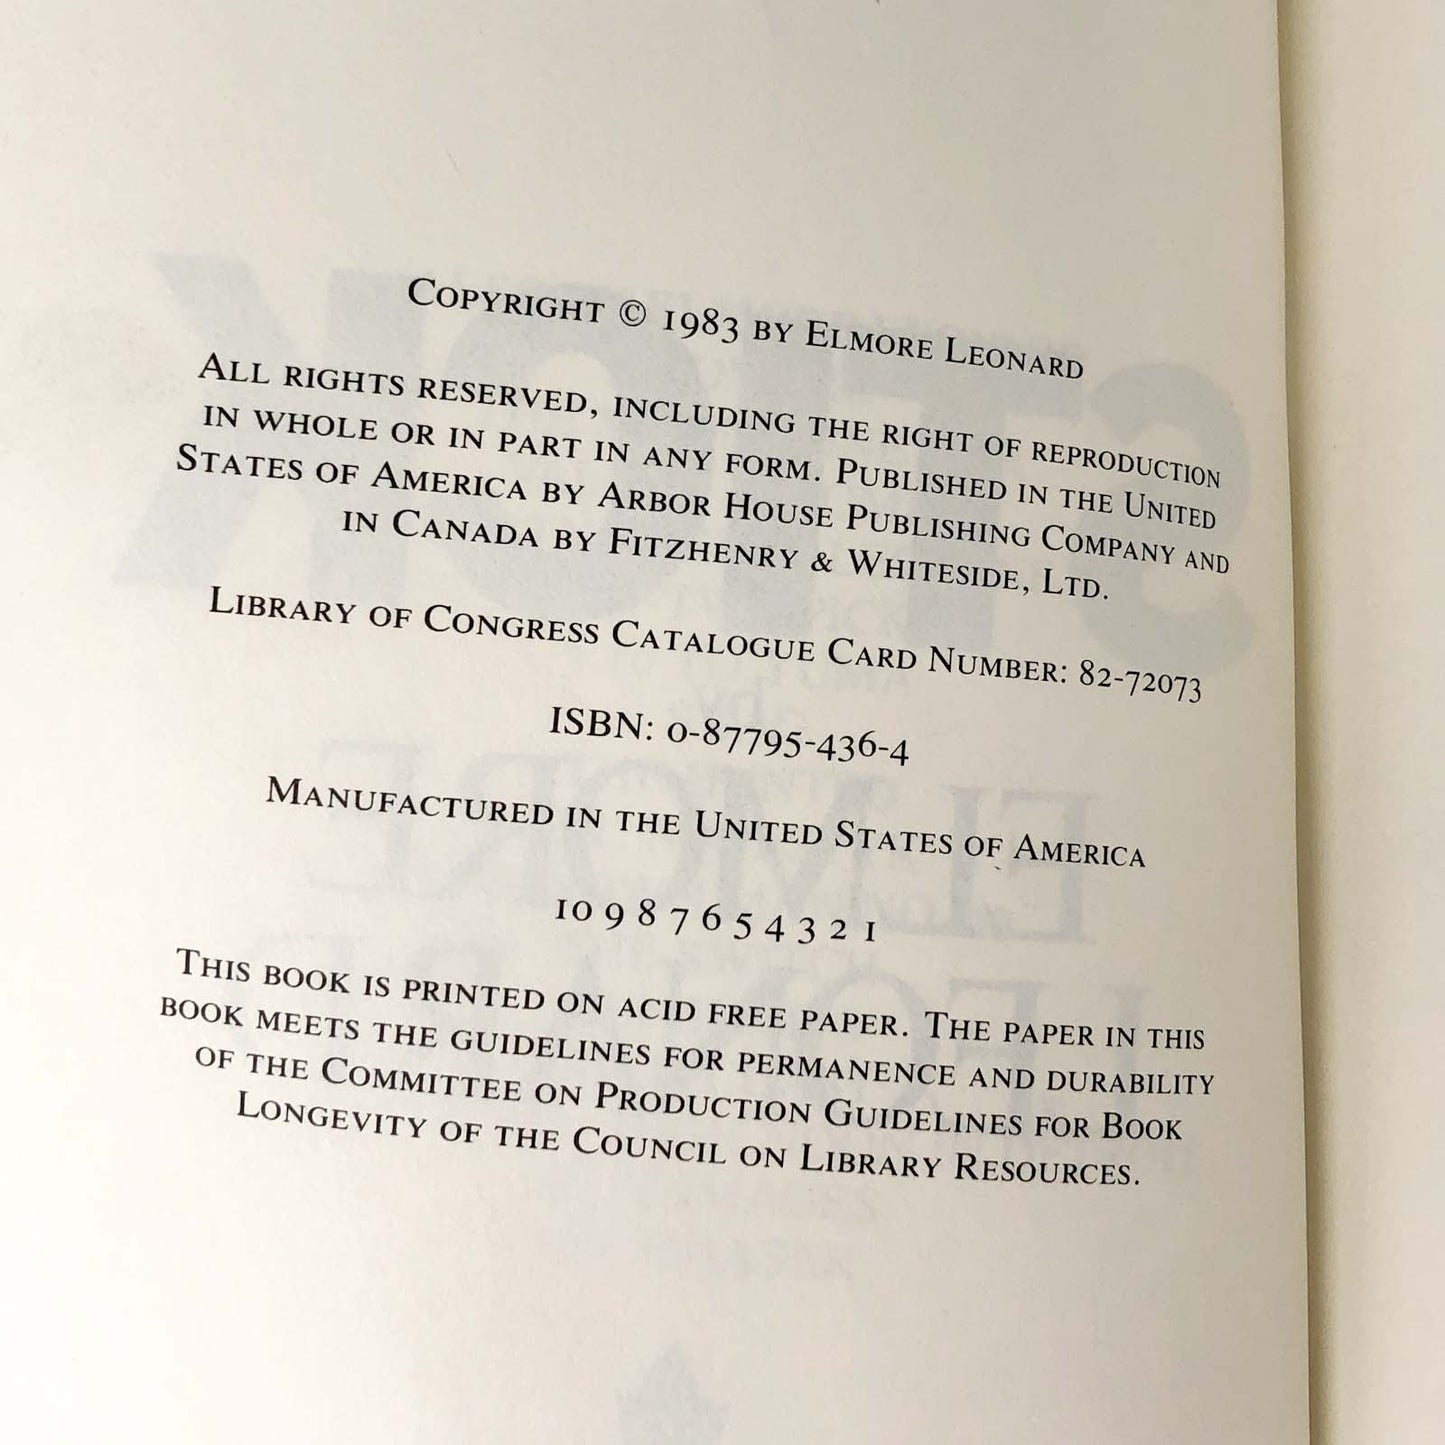 Copyright © 1983 by Elmore Leonard
All rights reserved, including the right of reproduction
in whole or in part in any form. Published in the United
States of America by Arbor House Publishing Company and
in Canada by Fitzhenry & Whiteside, Ltd.
Library of Congress Catalogue Card Number: 82-72073
ISBN: 0-87795-436-4
Manufactured in the United States of America
10 9 8 7 6 5 4 3 2 1
This book is printed on acid free paper. The paper in this
book meets the guidelines for permanence and durability
of the Committee on Production Guidelines for Book
Longevity of the Council on Library Resources.